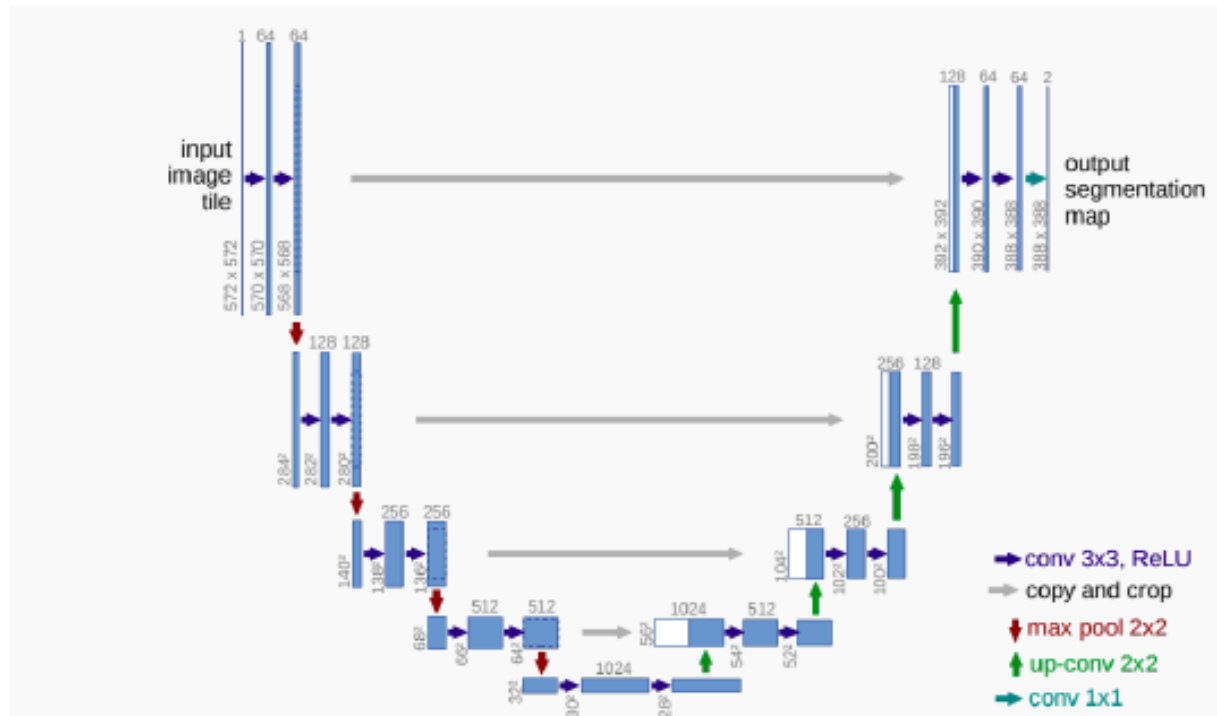 1 64 64
128 64 64 2
input
image
tile
output
segmentation
map
572 x 572
570 x 570
568 x 568
392 x 392
390 x 390
388 x 388
388 x 388
128 128
256 128
284²
282²
280²
200²
198²
196²
256 256
512 256
140²
138²
136²
104²
102²
100²
512 512
1024 512
68²
66²
64²
56²
54²
52²
1024
32²
30²
28²
conv 3x3, ReLU
copy and crop
max pool 2x2
up-conv 2x2
conv 1x1